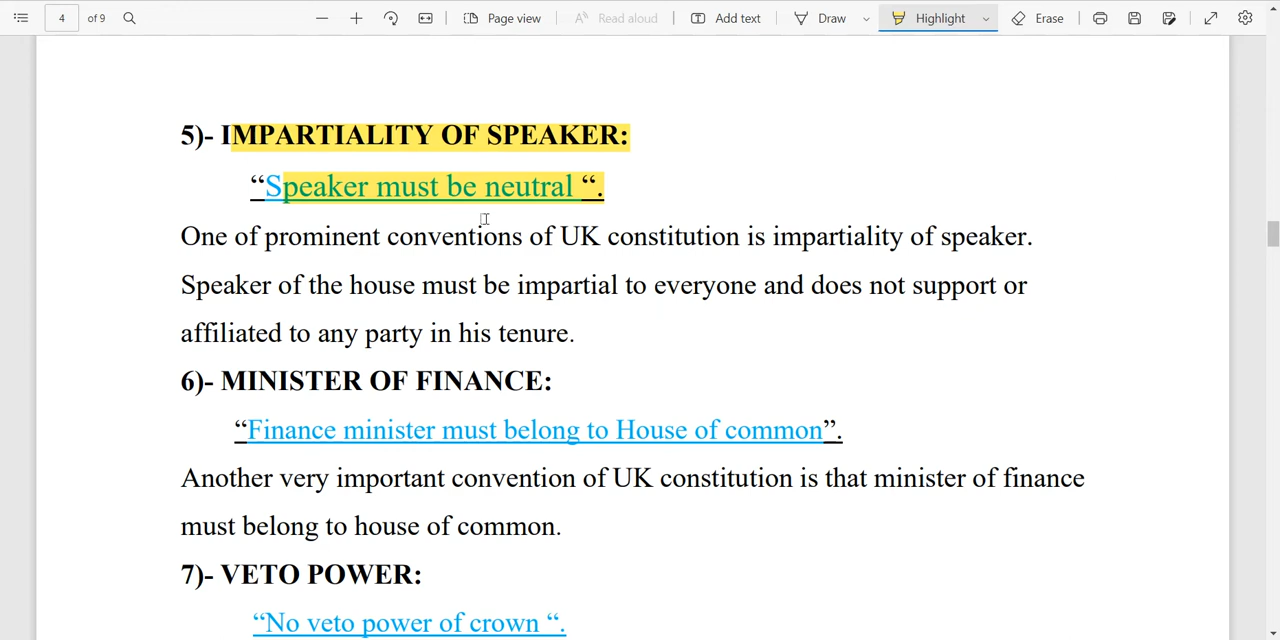 4 of 9 Page view Read aloud Add text Draw Highlight Erase
5)- IMPARTIALITY OF SPEAKER:
“Speaker must be neutral “.
One of prominent conventions of UK constitution is impartiality of speaker.
Speaker of the house must be impartial to everyone and does not support or
affiliated to any party in his tenure.
6)- MINISTER OF FINANCE:
“Finance minister must belong to House of common”.
Another very important convention of UK constitution is that minister of finance
must belong to house of common.
7)- VETO POWER:
“No veto power of crown “.